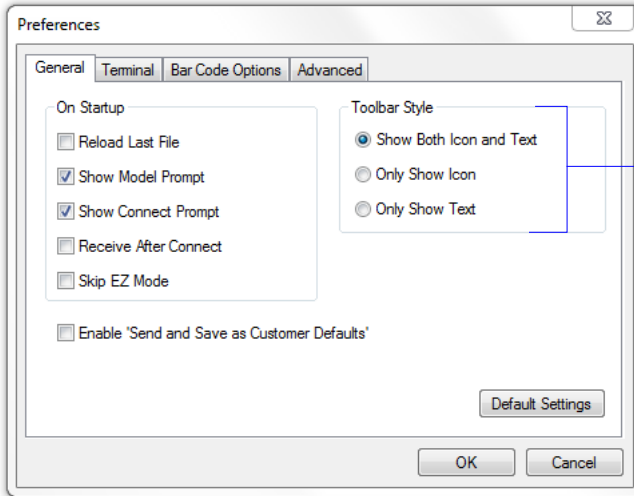 Preferences
General Terminal Bar Code Options Advanced
On Startup
Reload Last File
Show Model Prompt
Show Connect Prompt
Receive After Connect
Skip EZ Mode
Toolbar Style
Show Both Icon and Text
Only Show Icon
Only Show Text
Enable 'Send and Save as Customer Defaults'
Default Settings
OK Cancel